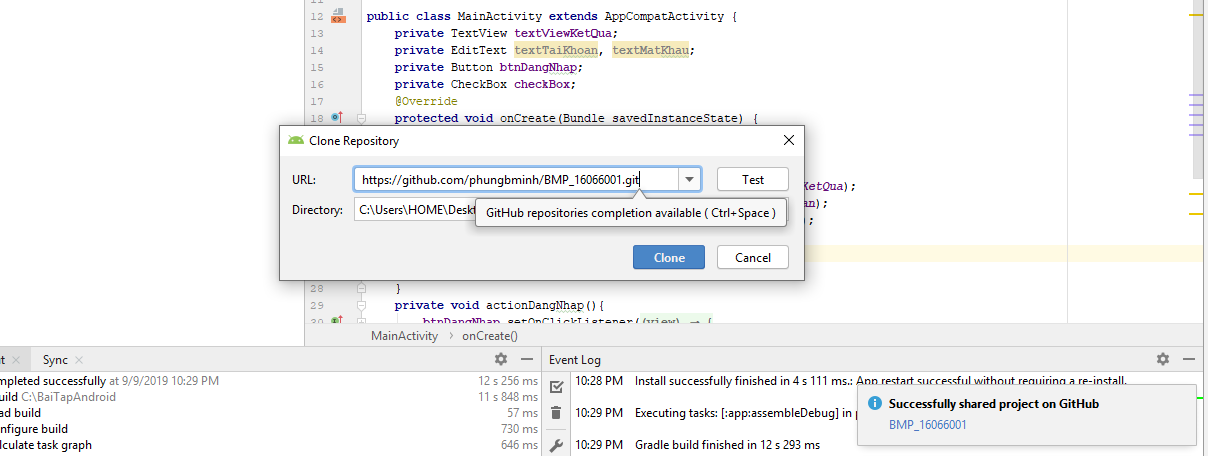 12 public class MainActivity extends AppCompatActivity {
13 private TextView textViewKetQua;
14 private EditText textTaiKhoan, textMatKhau;
15 private Button btnDangNhap;
16 private CheckBox checkBox;
17 @Override
18 protected void onCreate(Bundle savedInstanceState) {
Clone Repository
URL: https://github.com/phungbminh/BMP_16066001.git Test
KetQua);
Directory: C:\Users\HOME\Deskt
GitHub repositories completion available ( Ctrl+Space )
an);
);
Clone Cancel
28 }
29 private void actionDangNhap(){
30 btnDangNhap.setOnClickListener((view) → {
MainActivity › onCreate()
Sync Event Log
ompleted successfully at 9/9/2019 10:29 PM 12 s 256 ms
uild C:\BaiTapAndroid 11 s 848 ms
ad build 57 ms
nfigure build 730 ms
lculate task graph 646 ms
10:28 PM Install successfully finished in 4 s 111 ms.: App restart successful without requiring a re-install.
10:29 PM Executing tasks: [:app:assembleDebug] in
10:29 PM Gradle build finished in 12 s 293 ms
Successfully shared project on GitHub
BMP_16066001